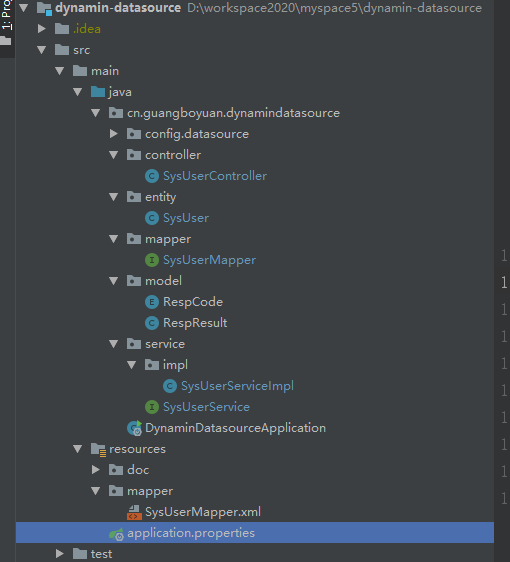 1: Proj
dynamin-datasource D:\workspace2020\myspace5\dynamin-datasource
.idea
src
main
java
cn.guangboyuan.dynamindatasource
config.datasource
controller
SysUserController
entity
SysUser
mapper
SysUserMapper
model
RespCode
RespResult
service
impl
SysUserServiceImpl
SysUserService
DynaminDatasourceApplication
resources
doc
mapper
SysUserMapper.xml
application.properties
test